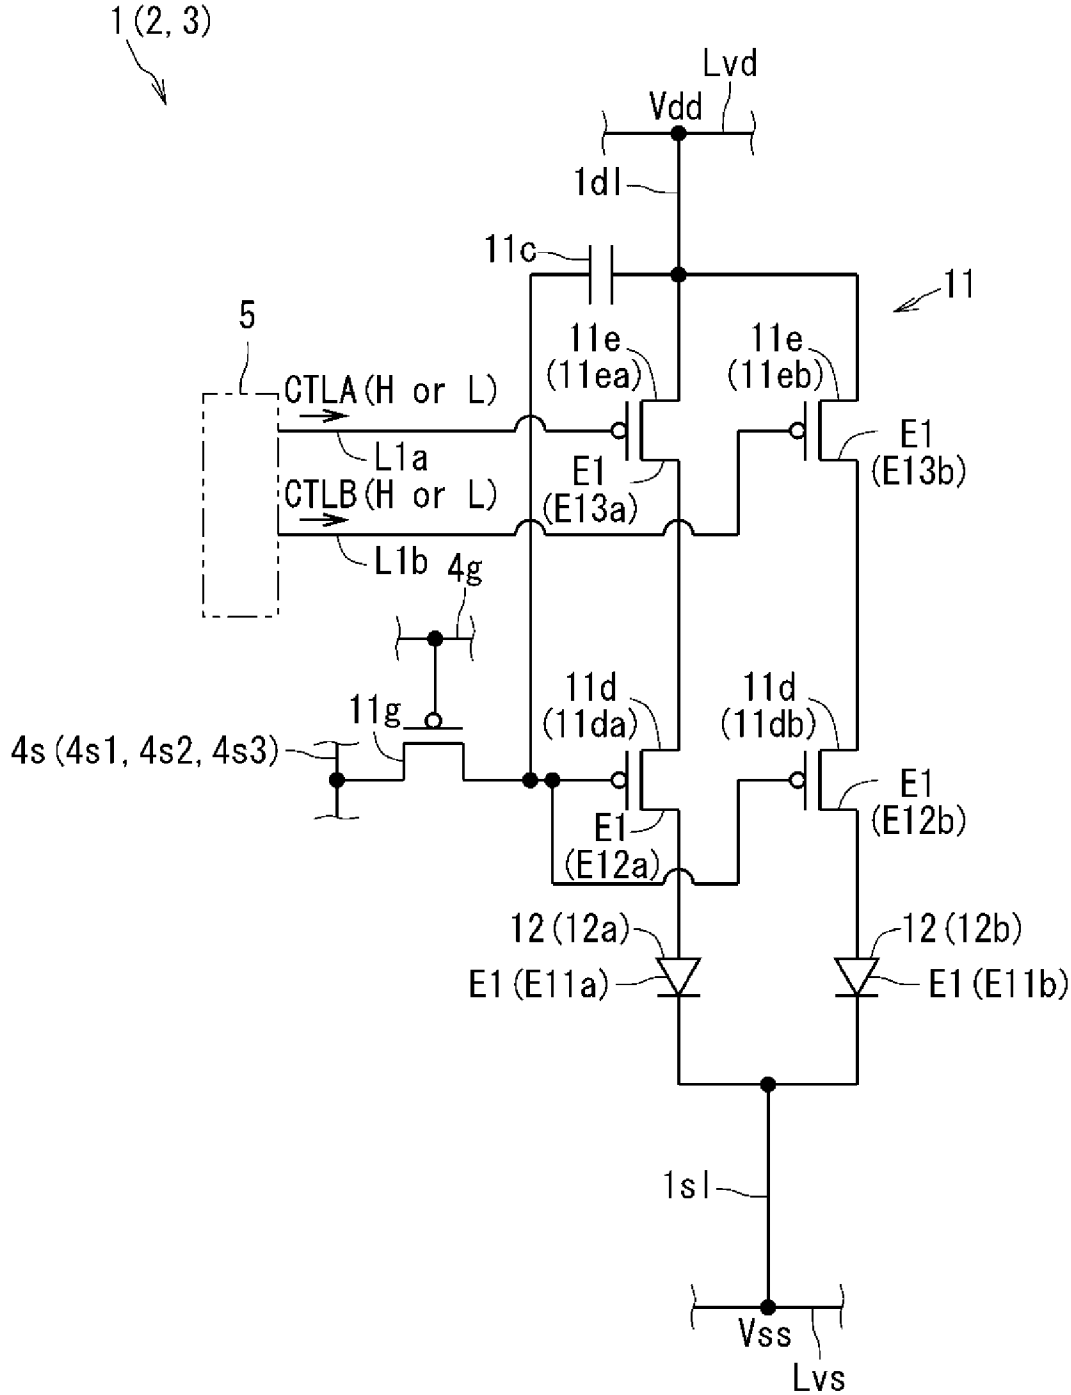 1(2, 3)
Lvd
Vdd
1dl
11c
11
5
11e
(11ea)
11e
(11eb)
CTLA(H or L)
L1a
E1
(E13a)
E1
(E13b)
CTLB(H or L)
L1b
4g
11g
4s(4s1, 4s2, 4s3)
11d
(11da)
11d
(11db)
E1
(E12a)
E1
(E12b)
12(12a)
12(12b)
E1(E11a)
E1(E11b)
1sl
Vss
Lvs